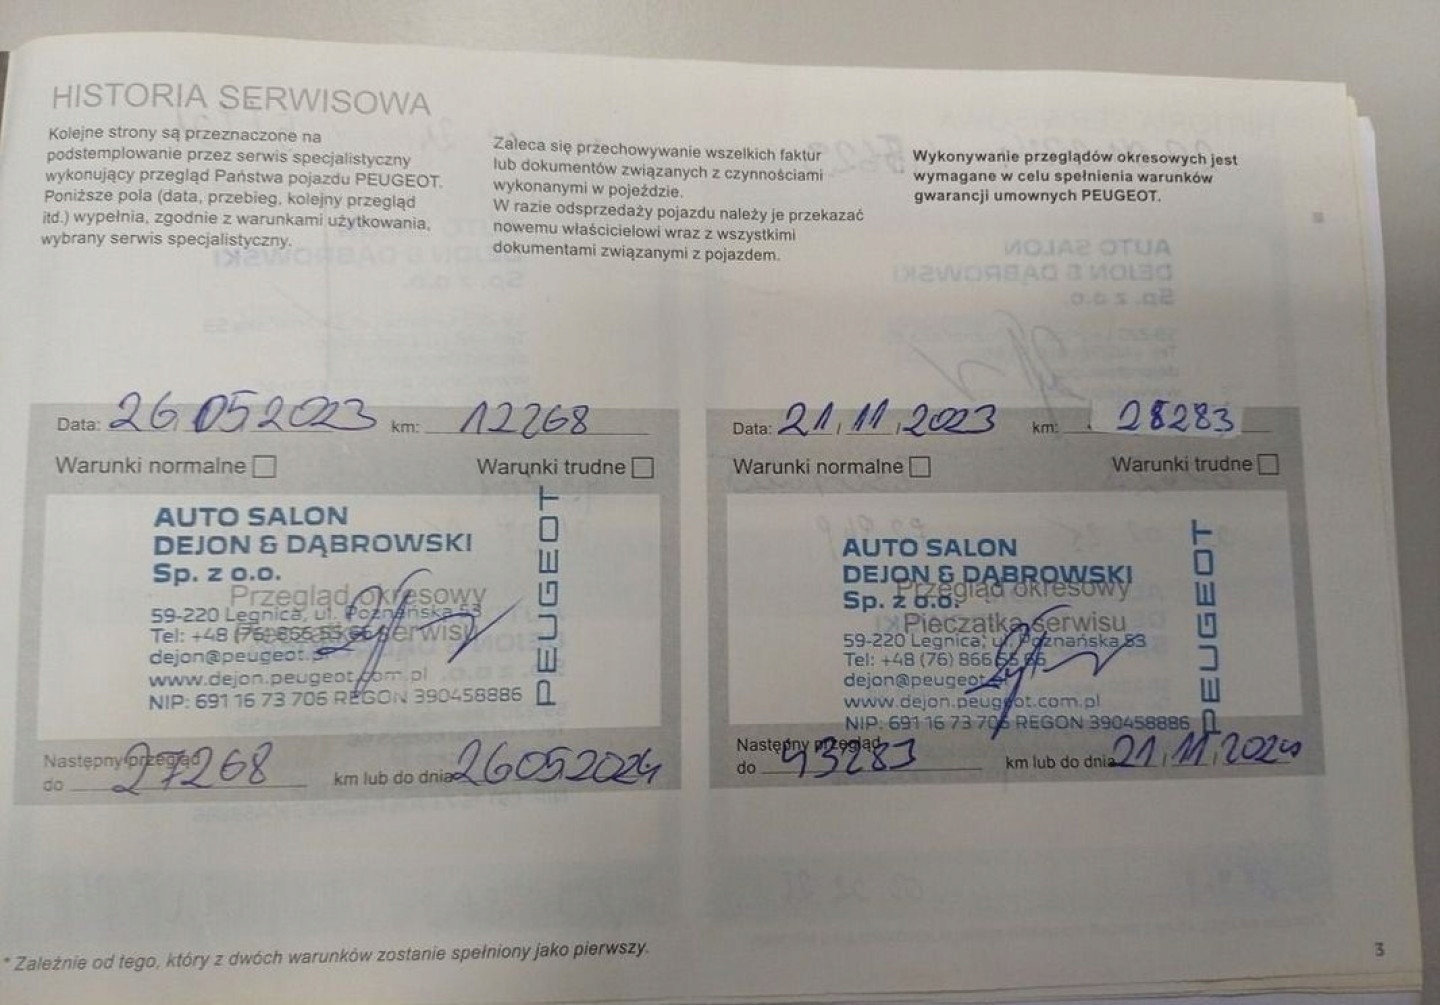 HISTORIA SERWISOWA
Kolejne strony są przeznaczone na
podstemplowanie przez serwis specjalistyczny
wykonujący przegląd Państwa pojazdu PEUGEOT.
Poniższe pola (data, przebieg, kolejny przegląd
itd.) wypełnia, zgodnie z warunkami użytkowania,
wybrany serwis specjalistyczny.
Zaleca się przechowywanie wszelkich faktur
lub dokumentów związanych z czynnościami
wykonanymi w pojeździe.
W razie odsprzedaży pojazdu należy je przekazać
nowemu właścicielowi wraz z wszystkimi
dokumentami związanymi z pojazdem.
Wykonywanie przeglądów okresowych jest
wymagane w celu spełnienia warunków
gwarancji umownych PEUGEOT.
Data: 26 05 2023 km: 12268
Warunki normalne Warunki trudne
AUTO SALON
DEJON & DĄBROWSKI
Sp. z o.o.
Przegląd okresowy
59-220 Legnica, ul. Poznańska 53
Tel: +48 (76) 866 serwisu
dejon@peugeot.pl
www.dejon.peugeot.com.pl
NIP: 691 16 73 706 REGON 390458886
PEUGEOT
Następny przegląd
do 27268 km lub do dnia 26 05 2024
Data: 21.11.2023 km: 28283
Warunki normalne Warunki trudne
AUTO SALON
DEJON & DĄBROWSKI
Sp. z o.o.
Przegląd okresowy
Pieczątka serwisu
59-220 Legnica, ul. Poznańska 53
Tel: +48 (76) 866
dejon@peugeot
www.dejon.peugeot.com.pl
NIP: 691 16 73 706 REGON 390458886
PEUGEOT
Następny przegląd
do 43283 km lub do dnia 21.11.2024
* Zależnie od tego, który z dwóch warunków zostanie spełniony jako pierwszy.
3